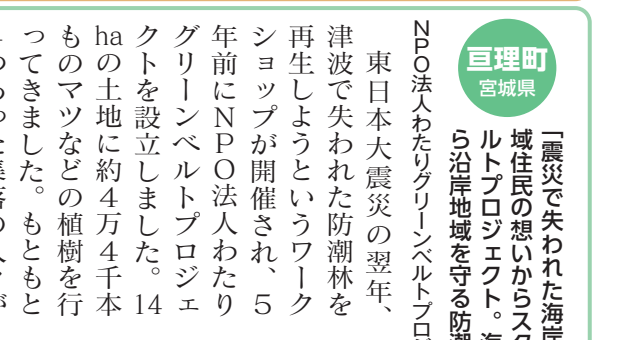 亘理町
宮城県
「震災で失われた海岸
域住民の想いからスタ
ルトプロジェクト。海
ら沿岸地域を守る防潮
NPO法人わたりグリーンベルトプロジ
東日本大震災の翌年、
津波で失われた防潮林を
再生しようというワーク
ショップが開催され、5
年前にNPO法人わたり
グリーンベルトプロジェ
クトを設立しました。14
haの土地に約4万4千本
ものマツなどの植樹を行
ってきました。もともと